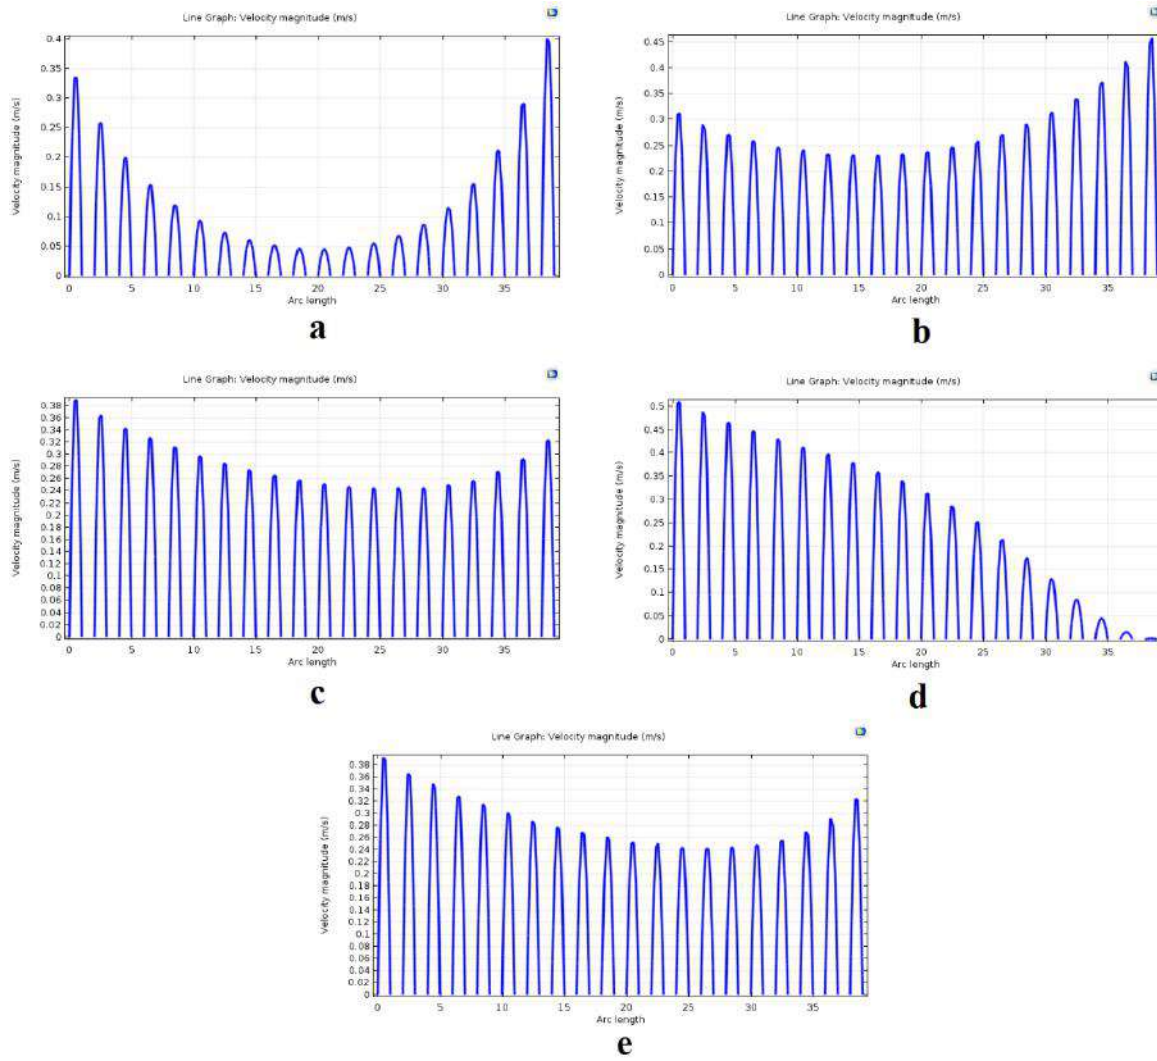 Line Graph: Velocity magnitude (m/s)
Velocity magnitude (m/s)
0.4
0.35
0.3
0.25
0.2
0.15
0.1
0.05
0
0 5 10 15 20 25 30 35
Arc length
a
Line Graph: Velocity magnitude (m/s)
Velocity magnitude (m/s)
0.45
0.4
0.35
0.3
0.25
0.2
0.15
0.1
0.05
0
0 5 10 15 20 25 30 35
Arc length
b
Line Graph: Velocity magnitude (m/s)
Velocity magnitude (m/s)
0.38
0.36
0.34
0.32
0.3
0.28
0.26
0.24
0.22
0.2
0.18
0.16
0.14
0.12
0.1
0.08
0.06
0.04
0.02
0
0 5 10 15 20 25 30 35
Arc length
c
Line Graph: Velocity magnitude (m/s)
Velocity magnitude (m/s)
0.5
0.45
0.4
0.35
0.3
0.25
0.2
0.15
0.1
0.05
0
0 5 10 15 20 25 30 35
Arc length
d
Line Graph: Velocity magnitude (m/s)
Velocity magnitude (m/s)
0.38
0.36
0.34
0.32
0.3
0.28
0.26
0.24
0.22
0.2
0.18
0.16
0.14
0.12
0.1
0.08
0.06
0.04
0.02
0
0 5 10 15 20 25 30 35
Arc length
e